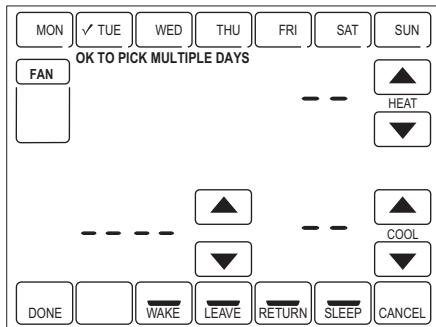 MON ✓ TUE WED THU FRI SAT SUN
OK TO PICK MULTIPLE DAYS
FAN
HEAT
COOL
DONE WAKE LEAVE RETURN SLEEP CANCEL